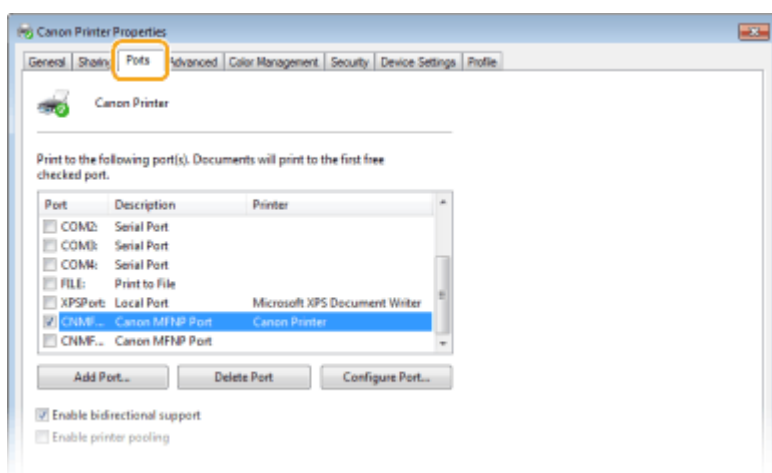 Canon Printer Properties
General Sharing Ports Advanced Color Management Security Device Settings Profile
Canon Printer
Print to the following port(s). Documents will print to the first free
checked port.
Port Description Printer
COM2: Serial Port
COM3: Serial Port
COM4: Serial Port
FILE: Print to File
XPSPort: Local Port Microsoft XPS Document Writer
CNMF... Canon MFNP Port Canon Printer
CNMF... Canon MFNP Port
Add Port... Delete Port Configure Port...
Enable bidirectional support
Enable printer pooling